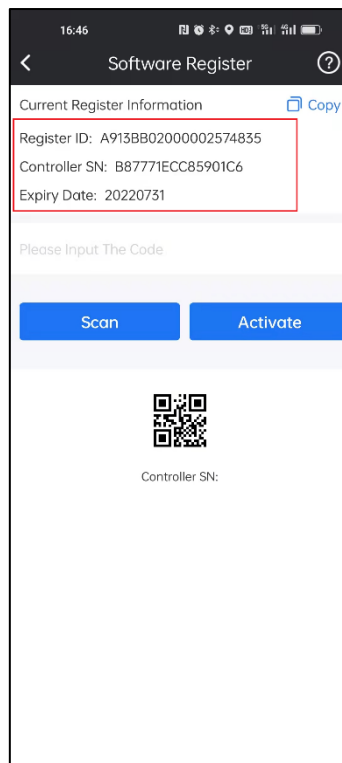 16:46
Software Register
Current Register Information Copy
Register ID: A913BB02000002574835
Controller SN: B87771ECC85901C6
Expiry Date: 20220731
Please Input The Code
Scan Activate
Controller SN: